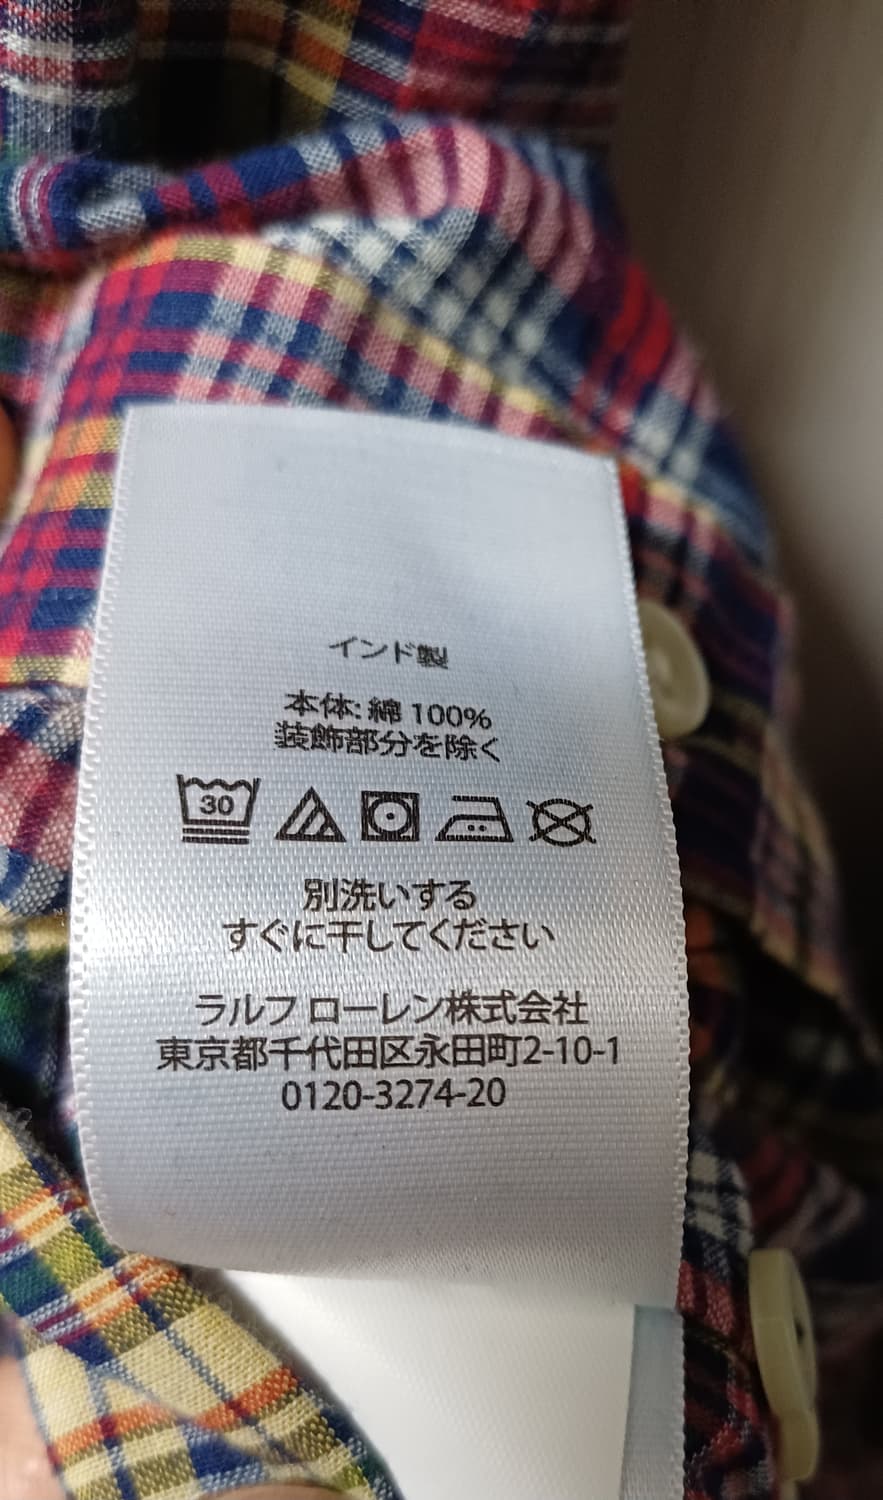 インド製
本体: 綿 100%
装飾部分を除く
30
別洗いする
すぐに干してください
ラルフ ローレン株式会社
東京都千代田区永田町2-10-1
0120-3274-20